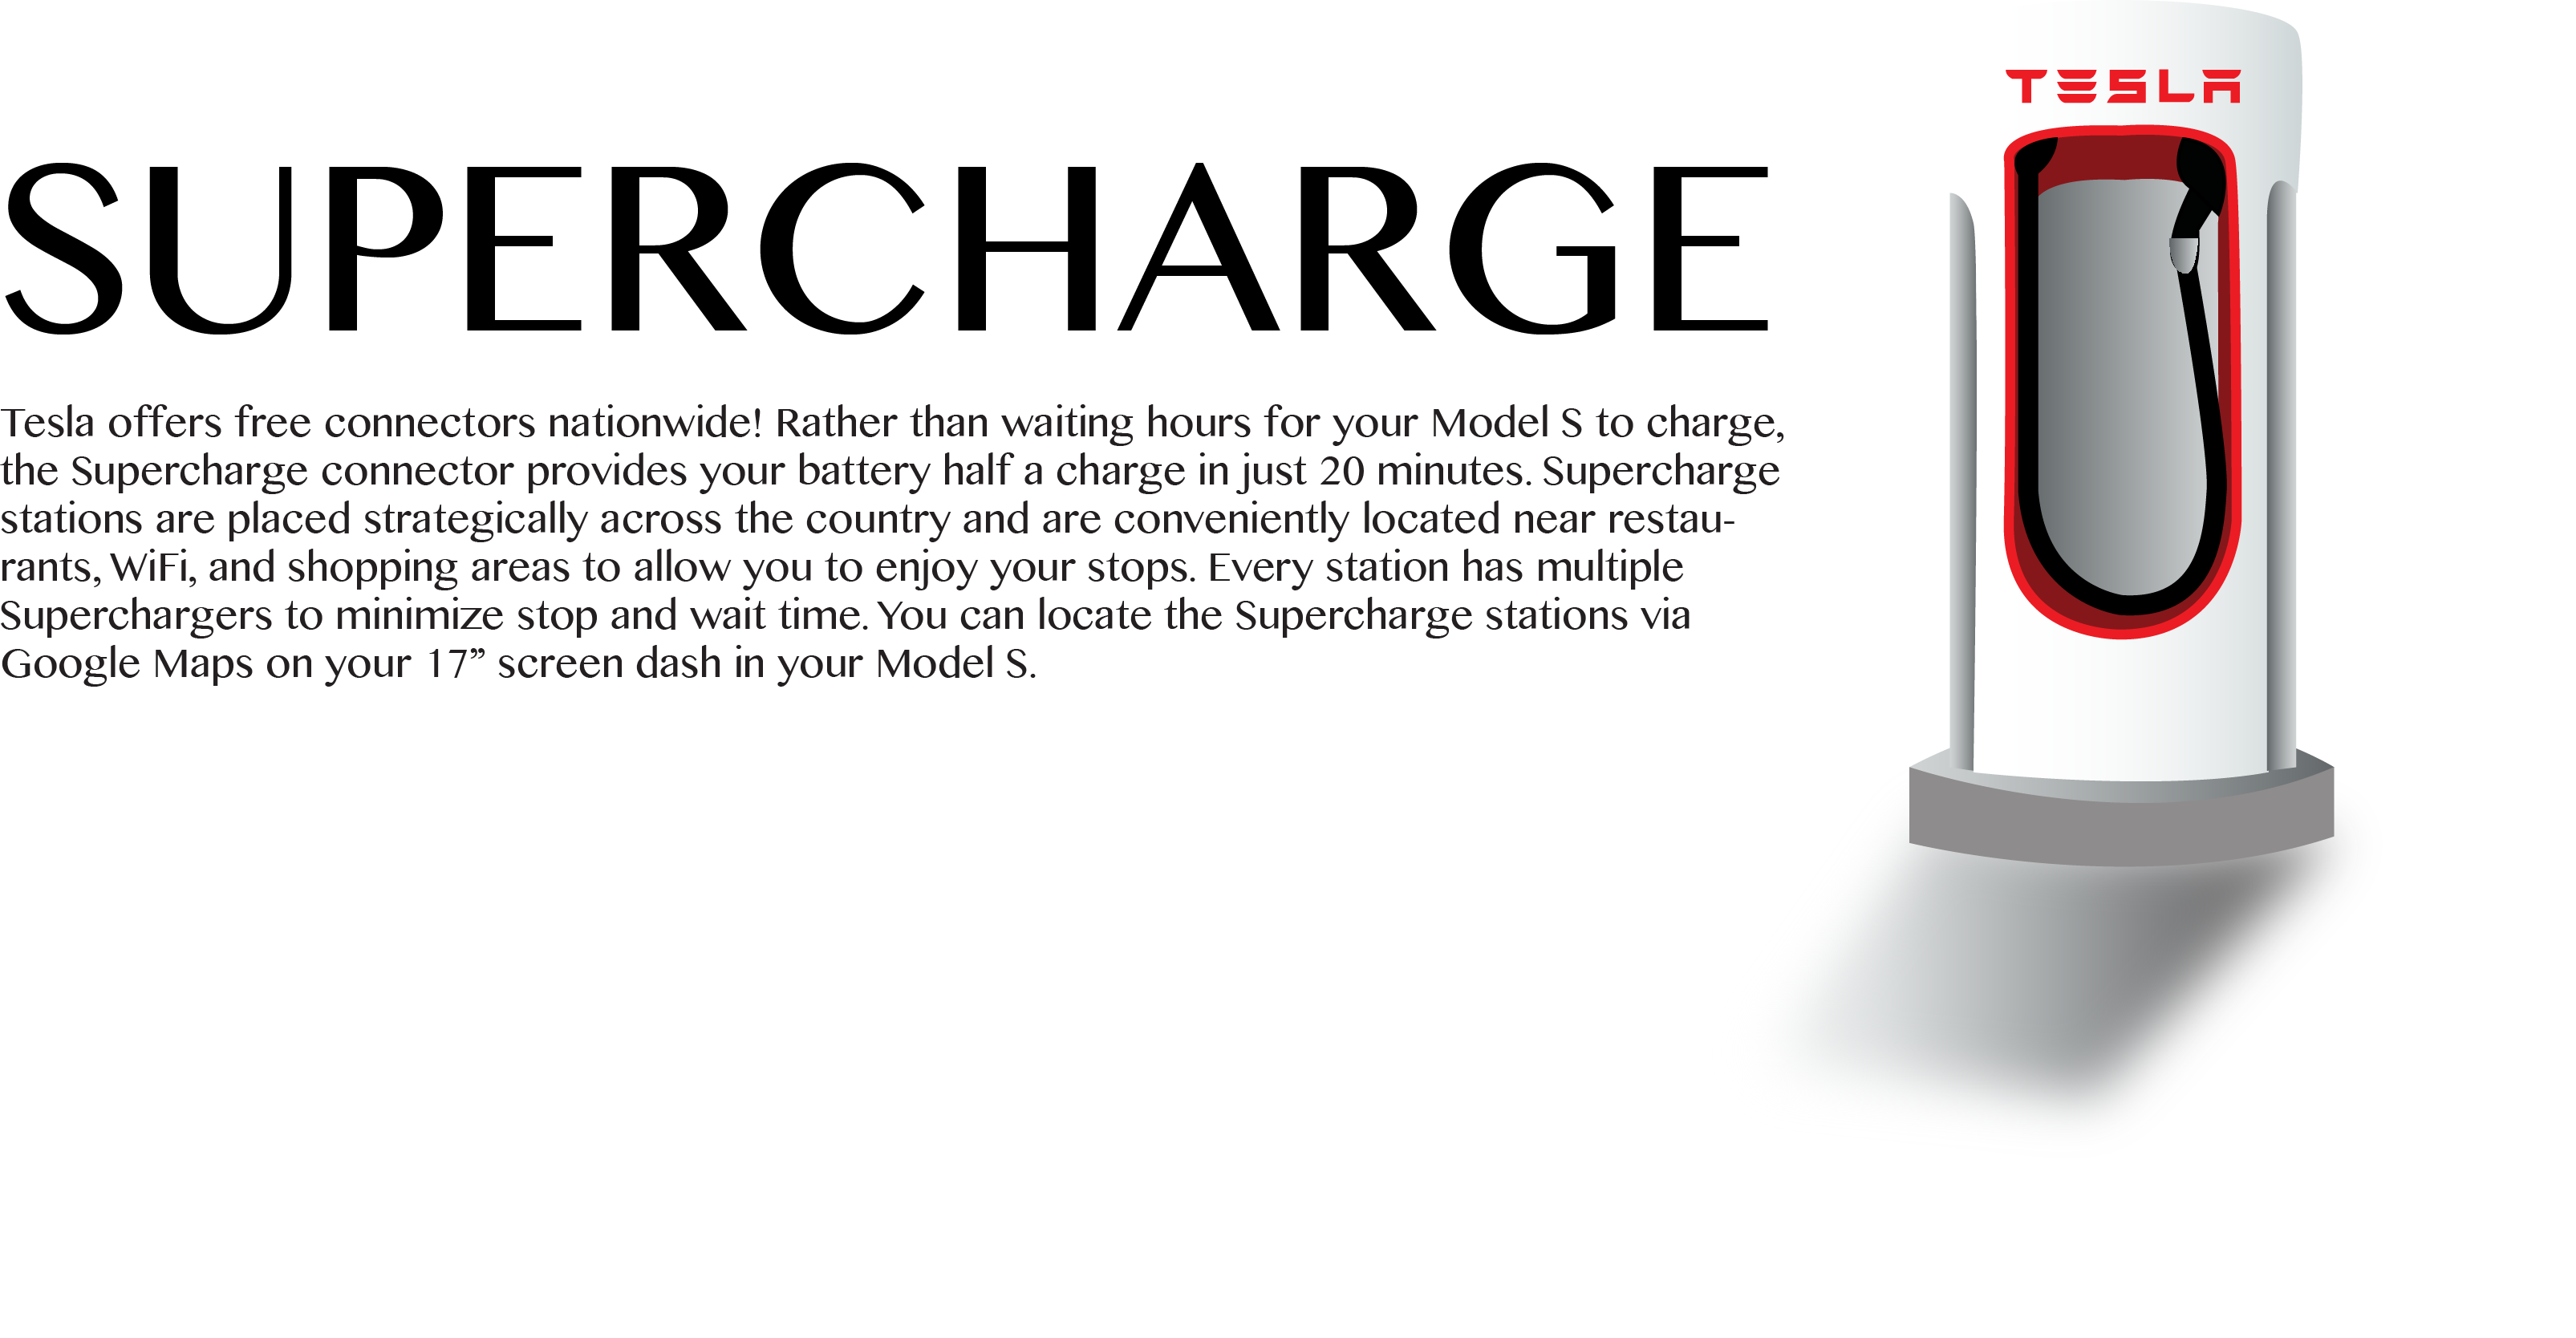 TESLA
SUPERCHARGE
Tesla offers free connectors nationwide! Rather than waiting hours for your Model S to charge,
the Supercharge connector provides your battery half a charge in just 20 minutes. Supercharge
stations are placed strategically across the country and are conveniently located near restau-
rants, WiFi, and shopping areas to allow you to enjoy your stops. Every station has multiple
Superchargers to minimize stop and wait time. You can locate the Supercharge stations via
Google Maps on your 17” screen dash in your Model S.